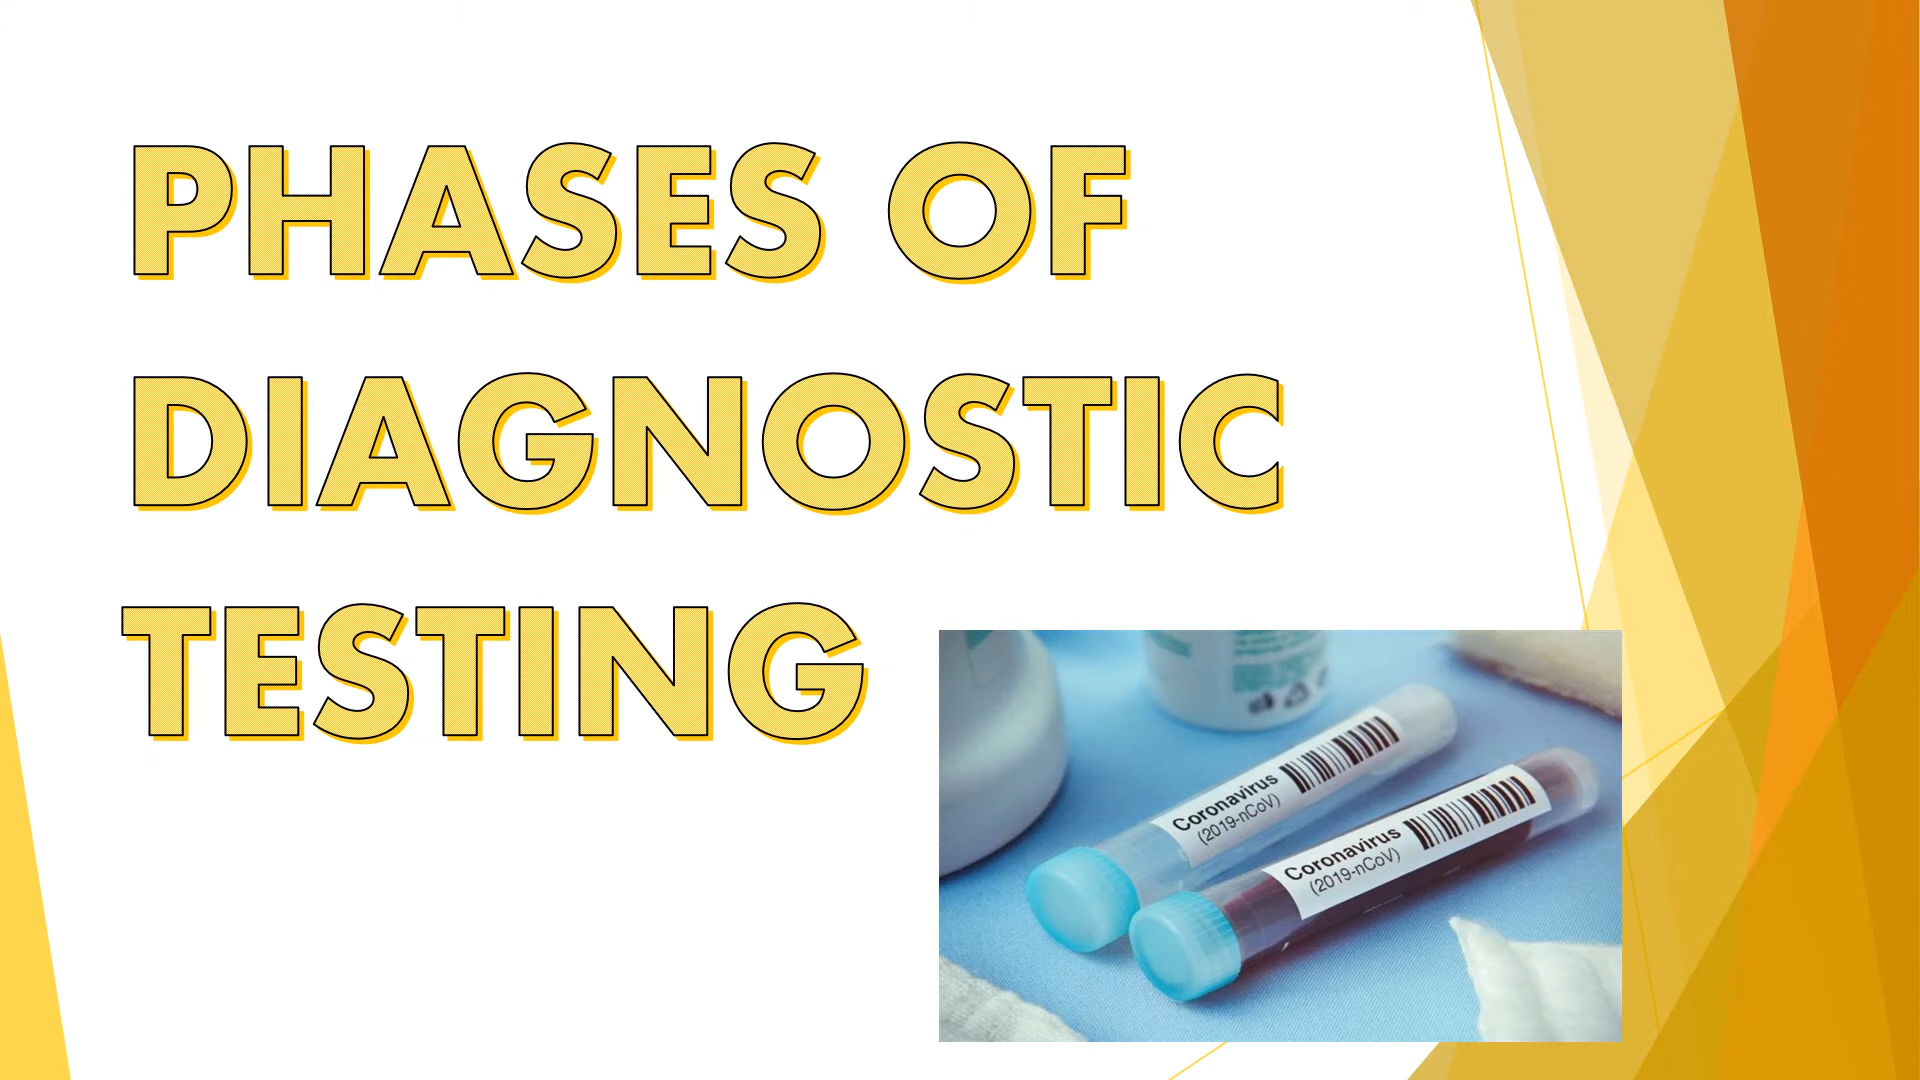 PHASES OF
DIAGNOSTIC
TESTING
Coronavirus
(2019-nCoV)
Coronavirus
(2019-nCoV)